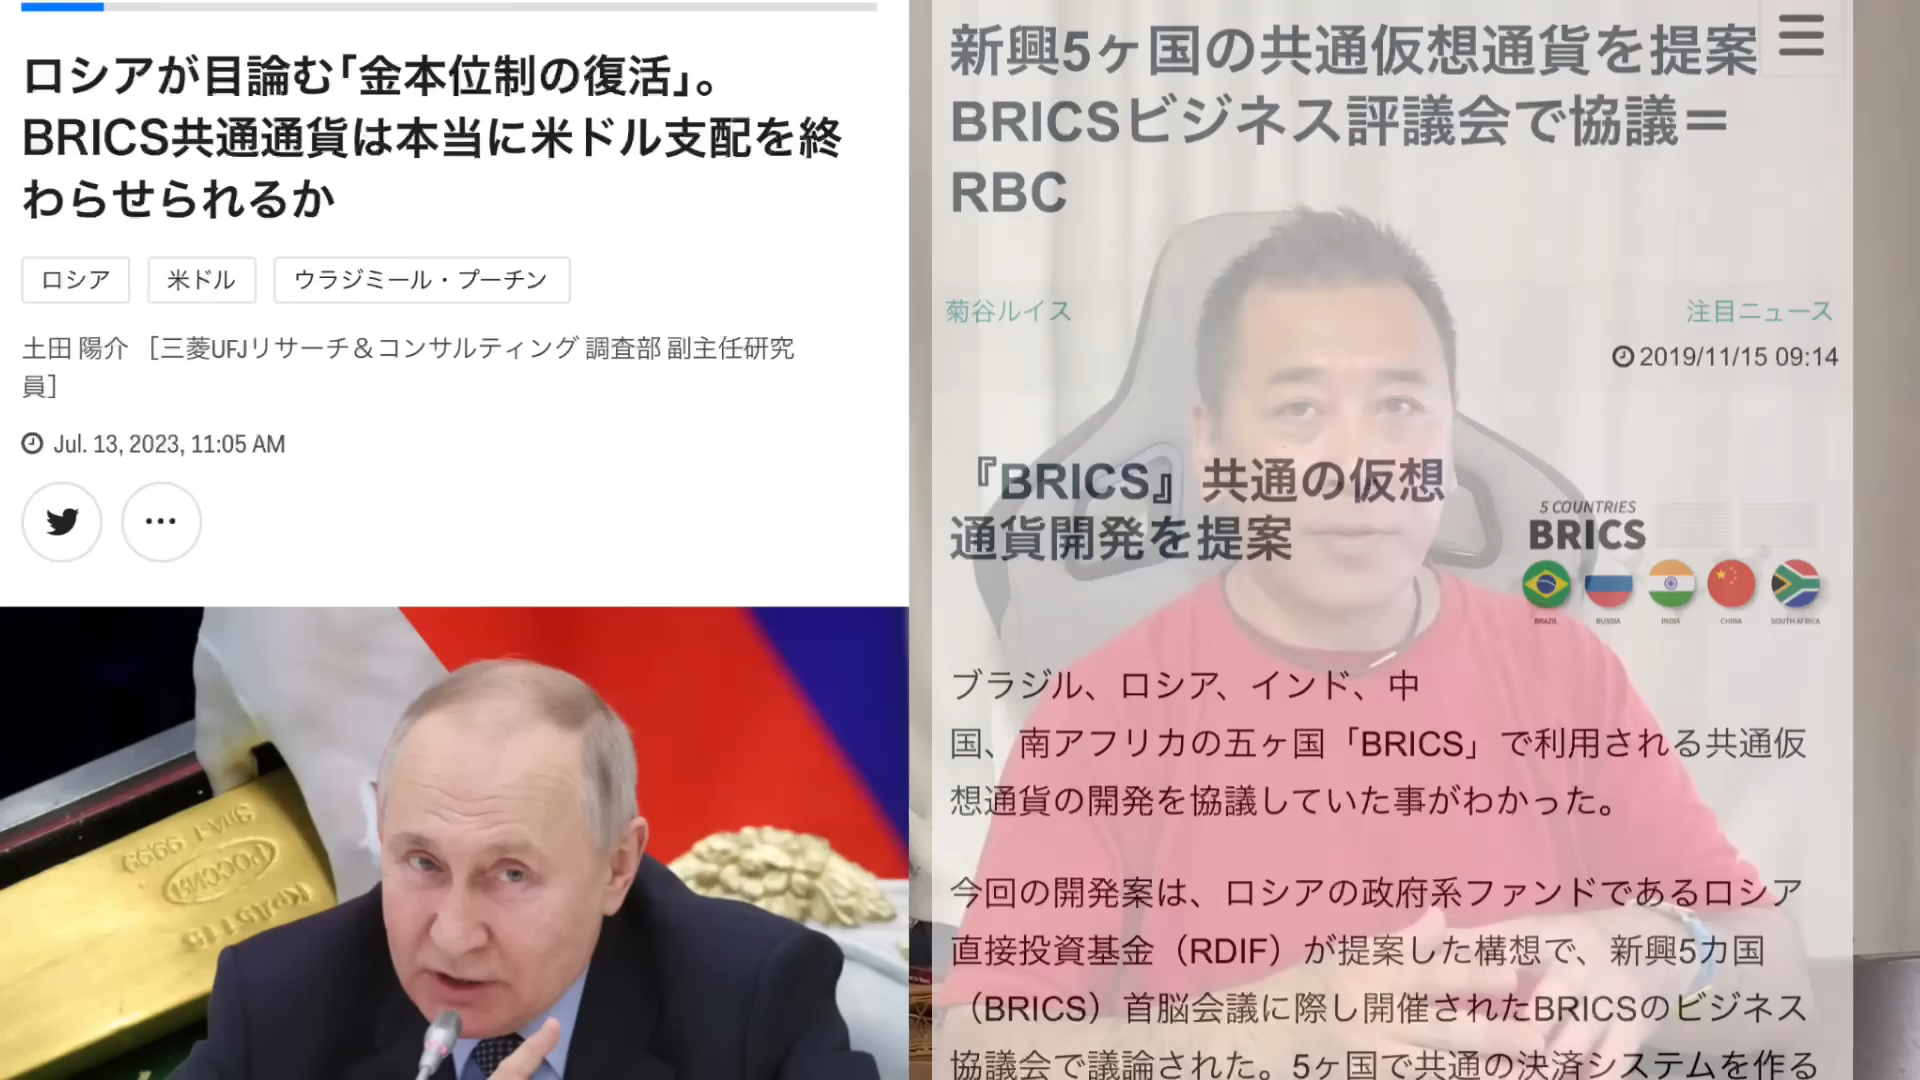 ロシアが目論む「金本位制の復活」。
BRICS共通通貨は本当に米ドル支配を終
わらせられるか
ロシア
米ドル
ウラジミール・プーチン
土田 陽介 ［三菱UFJリサーチ＆コンサルティング 調査部 副主任研究
員］
Jul. 13, 2023, 11:05 AM
9999
РОССИЯ
新興5ヶ国の共通仮想通貨を提案
BRICSビジネス評議会で協議＝
RBC
菊谷ルイス
注目ニュース
2019/11/15 09:14
『BRICS』共通の仮想
通貨開発を提案
5 COUNTRIES
BRICS
BRAZIL
RUSSIA
INDIA
CHINA
SOUTH AFRICA
ブラジル、ロシア、インド、中
国、南アフリカの五ヶ国「BRICS」で利用される共通仮
想通貨の開発を協議していた事がわかった。
今回の開発案は、ロシアの政府系ファンドであるロシア
直接投資基金（RDIF）が提案した構想で、新興5カ国
（BRICS）首脳会議に際し開催されたBRICSのビジネス
協議会で議論された。5ヶ国で共通の決済システムを作る